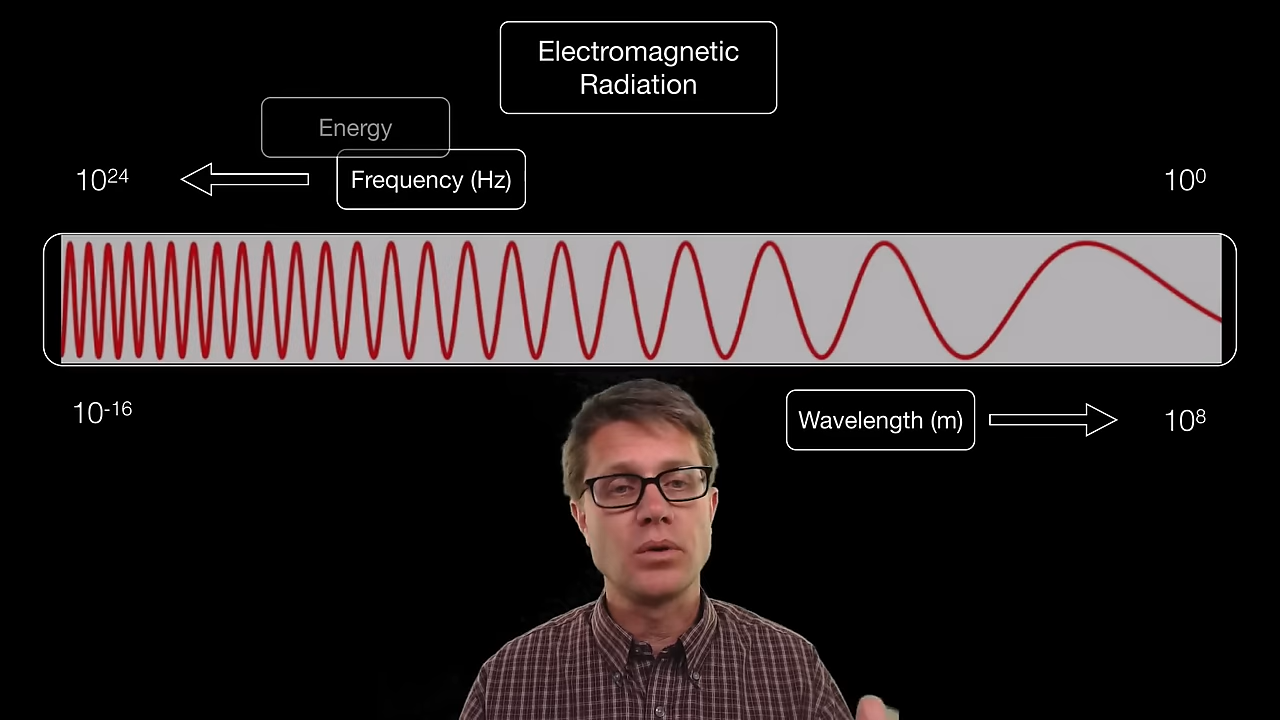 Electromagnetic
Radiation
Energy
10²⁴
Frequency (Hz)
10⁰
10⁻¹⁶
Wavelength (m)
10⁸